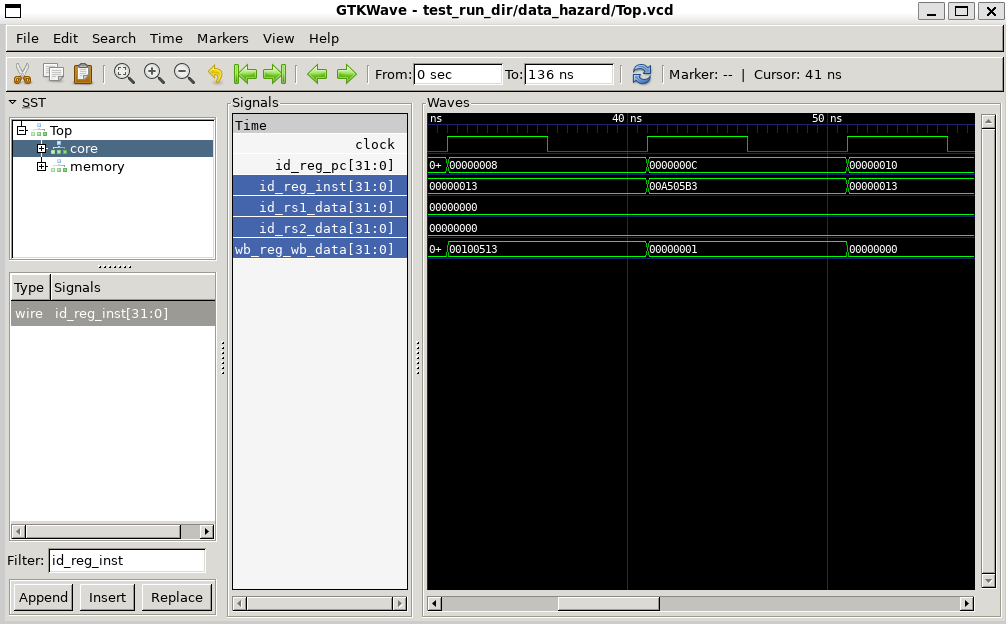 GTKWave - test_run_dir/data_hazard/Top.vcd
File Edit Search Time Markers View Help
From: 0 sec To: 136 ns Marker: -- | Cursor: 41 ns
SST
Top
core
memory
Type Signals
wire id_reg_inst[31:0]
Filter: id_reg_inst
Append Insert Replace
Signals
Time
clock
id_reg_pc[31:0]
id_reg_inst[31:0]
id_rs1_data[31:0]
id_rs2_data[31:0]
wb_reg_wb_data[31:0]
Waves
ns 40 ns 50 ns
0+ 00000008 0000000C 00000010
00000013 00A505B3 00000013
00000000
00000000
0+ 00100513 00000001 00000000